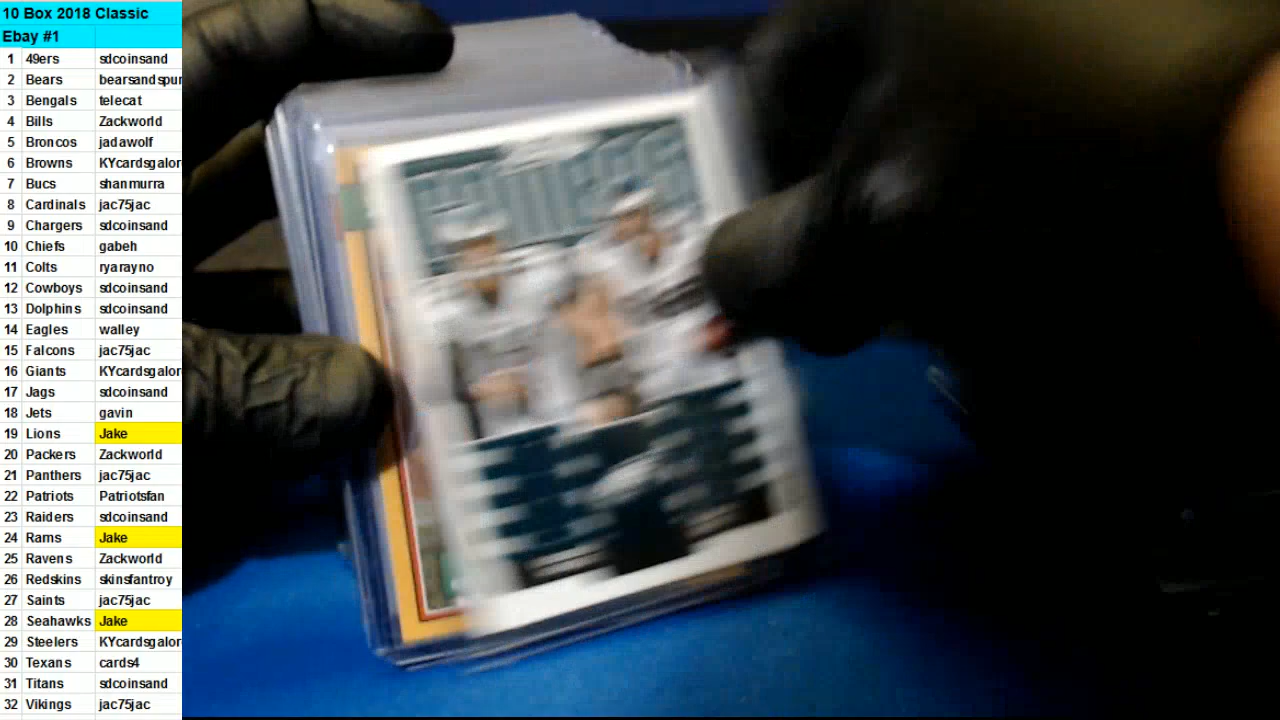 10 Box 2018 Classic
Ebay #1
1 49ers sdcoinsand
2 Bears bearsandspur
3 Bengals telecat
4 Bills Zackworld
5 Broncos jadawolf
6 Browns KYcardsgalor
7 Bucs shanmurra
8 Cardinals jac75jac
9 Chargers sdcoinsand
10 Chiefs gabeh
11 Colts ryarayno
12 Cowboys sdcoinsand
13 Dolphins sdcoinsand
14 Eagles walley
15 Falcons jac75jac
16 Giants KYcardsgalor
17 Jags sdcoinsand
18 Jets gavin
19 Lions Jake
20 Packers Zackworld
21 Panthers jac75jac
22 Patriots Patriotsfan
23 Raiders sdcoinsand
24 Rams Jake
25 Ravens Zackworld
26 Redskins skinsfantroy
27 Saints jac75jac
28 Seahawks Jake
29 Steelers KYcardsgalor
30 Texans cards4
31 Titans sdcoinsand
32 Vikings jac75jac